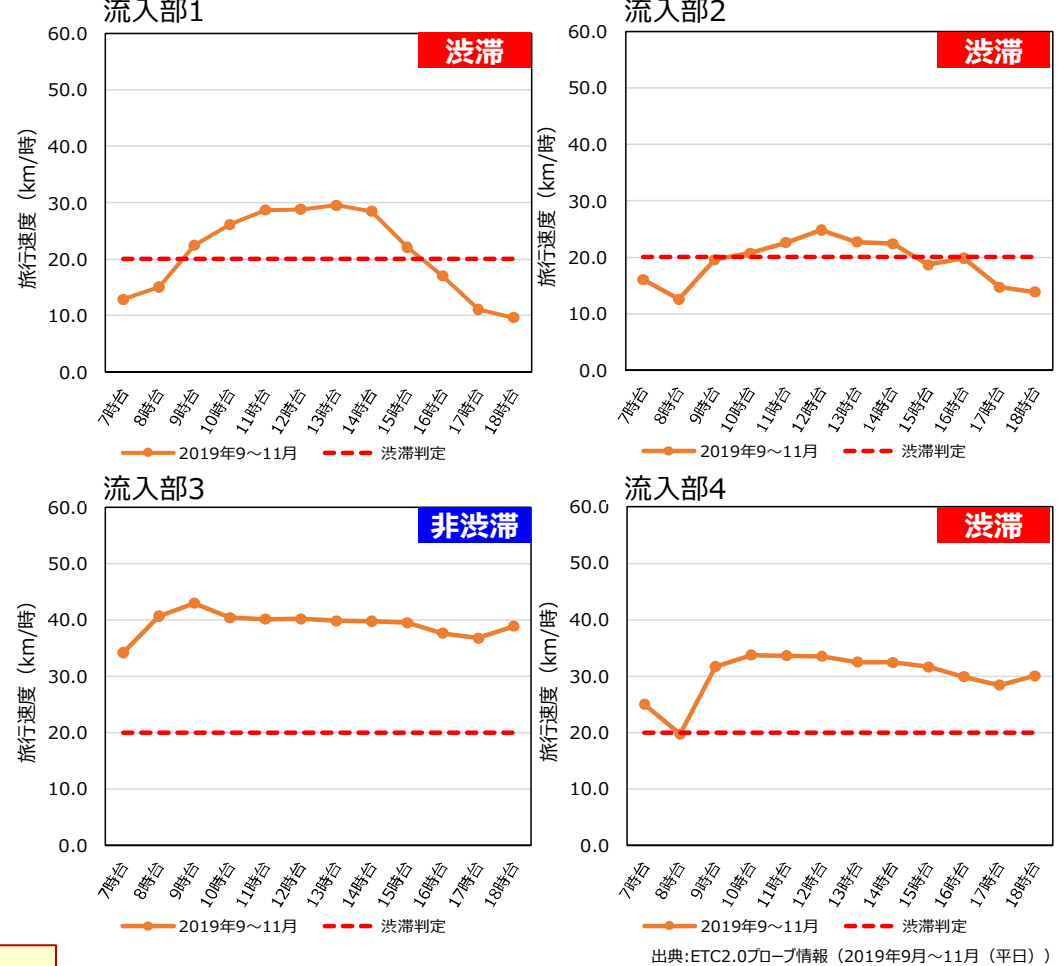 流入部1
渋滞
60.0
50.0
40.0
30.0
20.0
10.0
0.0
旅行速度（km/時）
7時台 8時台 9時台 10時台 11時台 12時台 13時台 14時台 15時台 16時台 17時台 18時台
2019年9～11月 渋滞判定
流入部2
渋滞
60.0
50.0
40.0
30.0
20.0
10.0
0.0
旅行速度（km/時）
7時台 8時台 9時台 10時台 11時台 12時台 13時台 14時台 15時台 16時台 17時台 18時台
2019年9～11月 渋滞判定
流入部3
非渋滞
60.0
50.0
40.0
30.0
20.0
10.0
0.0
旅行速度（km/時）
7時台 8時台 9時台 10時台 11時台 12時台 13時台 14時台 15時台 16時台 17時台 18時台
2019年9～11月 渋滞判定
流入部4
渋滞
60.0
50.0
40.0
30.0
20.0
10.0
0.0
旅行速度（km/時）
7時台 8時台 9時台 10時台 11時台 12時台 13時台 14時台 15時台 16時台 17時台 18時台
2019年9～11月 渋滞判定
出典:ETC2.0プローブ情報（2019年9月～11月（平日））